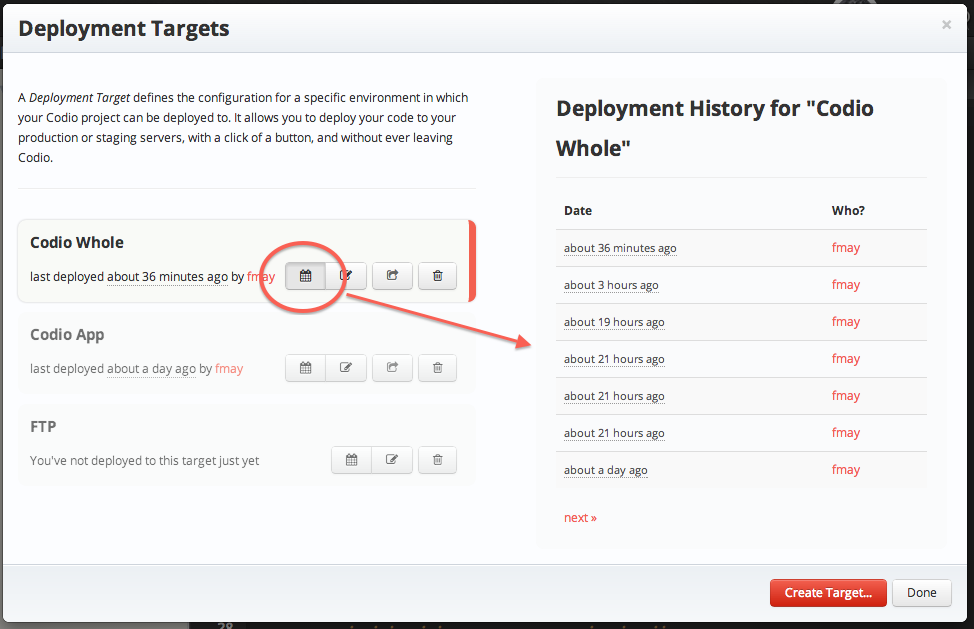 Deployment Targets
×
A Deployment Target defines the configuration for a specific environment in which
your Codio project can be deployed to. It allows you to deploy your code to your
production or staging servers, with a click of a button, and without ever leaving
Codio.
Codio Whole
last deployed about 36 minutes ago by fmay
Codio App
last deployed about a day ago by fmay
FTP
You've not deployed to this target just yet
Deployment History for "Codio
Whole"
Date Who?
about 36 minutes ago fmay
about 3 hours ago fmay
about 19 hours ago fmay
about 21 hours ago fmay
about 21 hours ago fmay
about 21 hours ago fmay
about a day ago fmay
next »
Create Target... Done
28